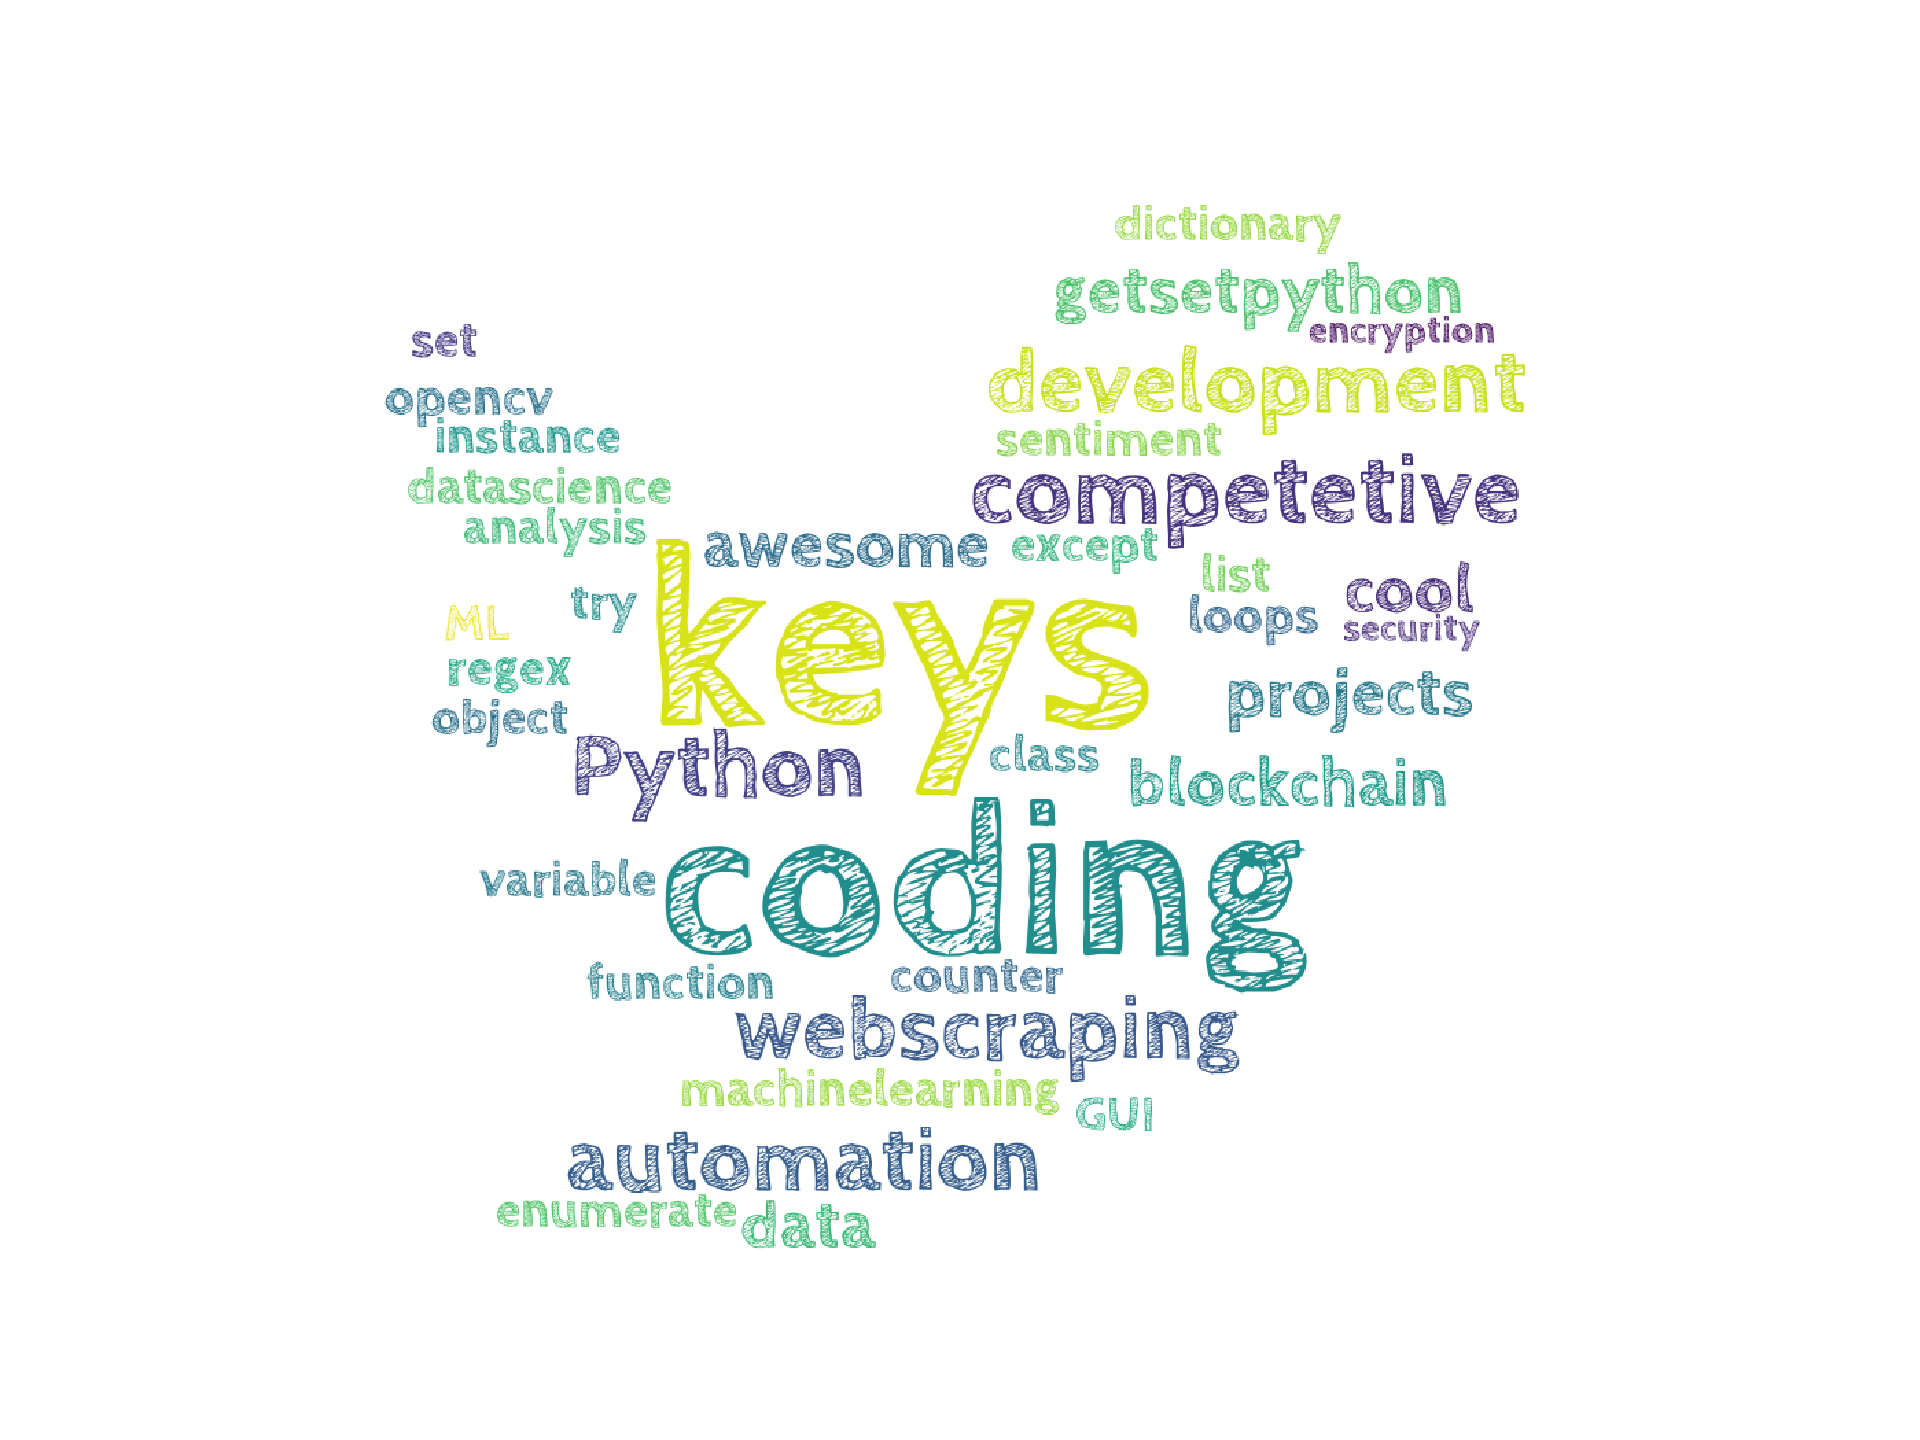 dictionary
getsetpython
encryption
set
development
opencv
instance
sentiment
datascience
competetive
analysis
awesome
except
list
cool
try
keys
loops
security
ML
regex
projects
object
Python
class
blockchain
variable
coding
function
counter
webscraping
machinelearning
GUI
automation
enumerate
data